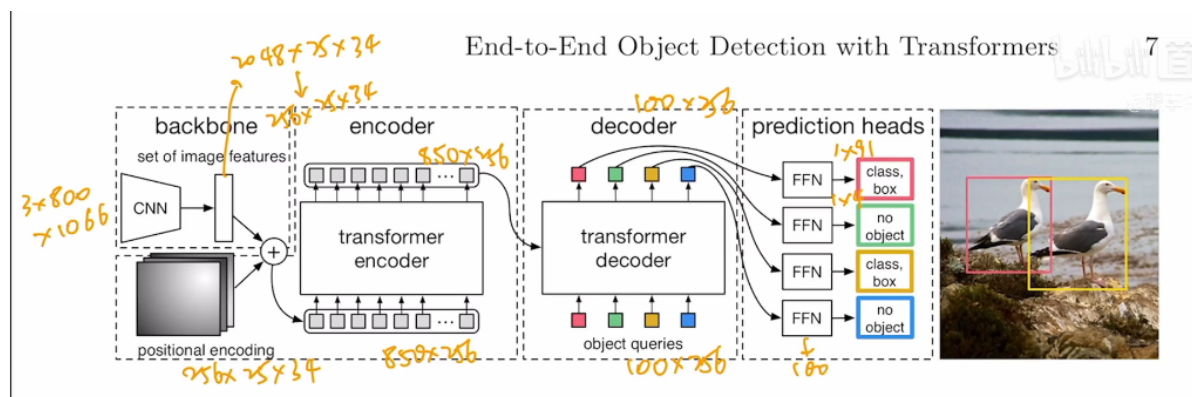 End-to-End Object Detection with Transformers 7
bilibili 首
2048×25×34
256×25×34
100×256
backbone
encoder
decoder
prediction heads
set of image features
850×256
1×91
3×800
×1066
CNN
FFN
class,
box
FFN
no
object
transformer
encoder
transformer
decoder
FFN
class,
box
FFN
no
object
positional encoding
object queries
256×25×34
850×256
100×256
100